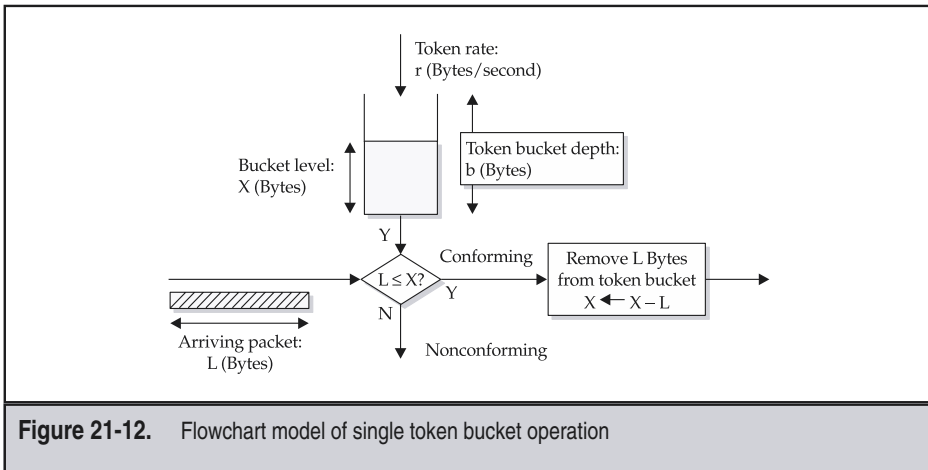 Token rate:
r (Bytes/second)
Token bucket depth:
b (Bytes)
Bucket level:
X (Bytes)
Y
Conforming
L ≤ X?
Y
N
Remove L Bytes
from token bucket
X ← X – L
Arriving packet:
L (Bytes)
Nonconforming
Figure 21-12. Flowchart model of single token bucket operation